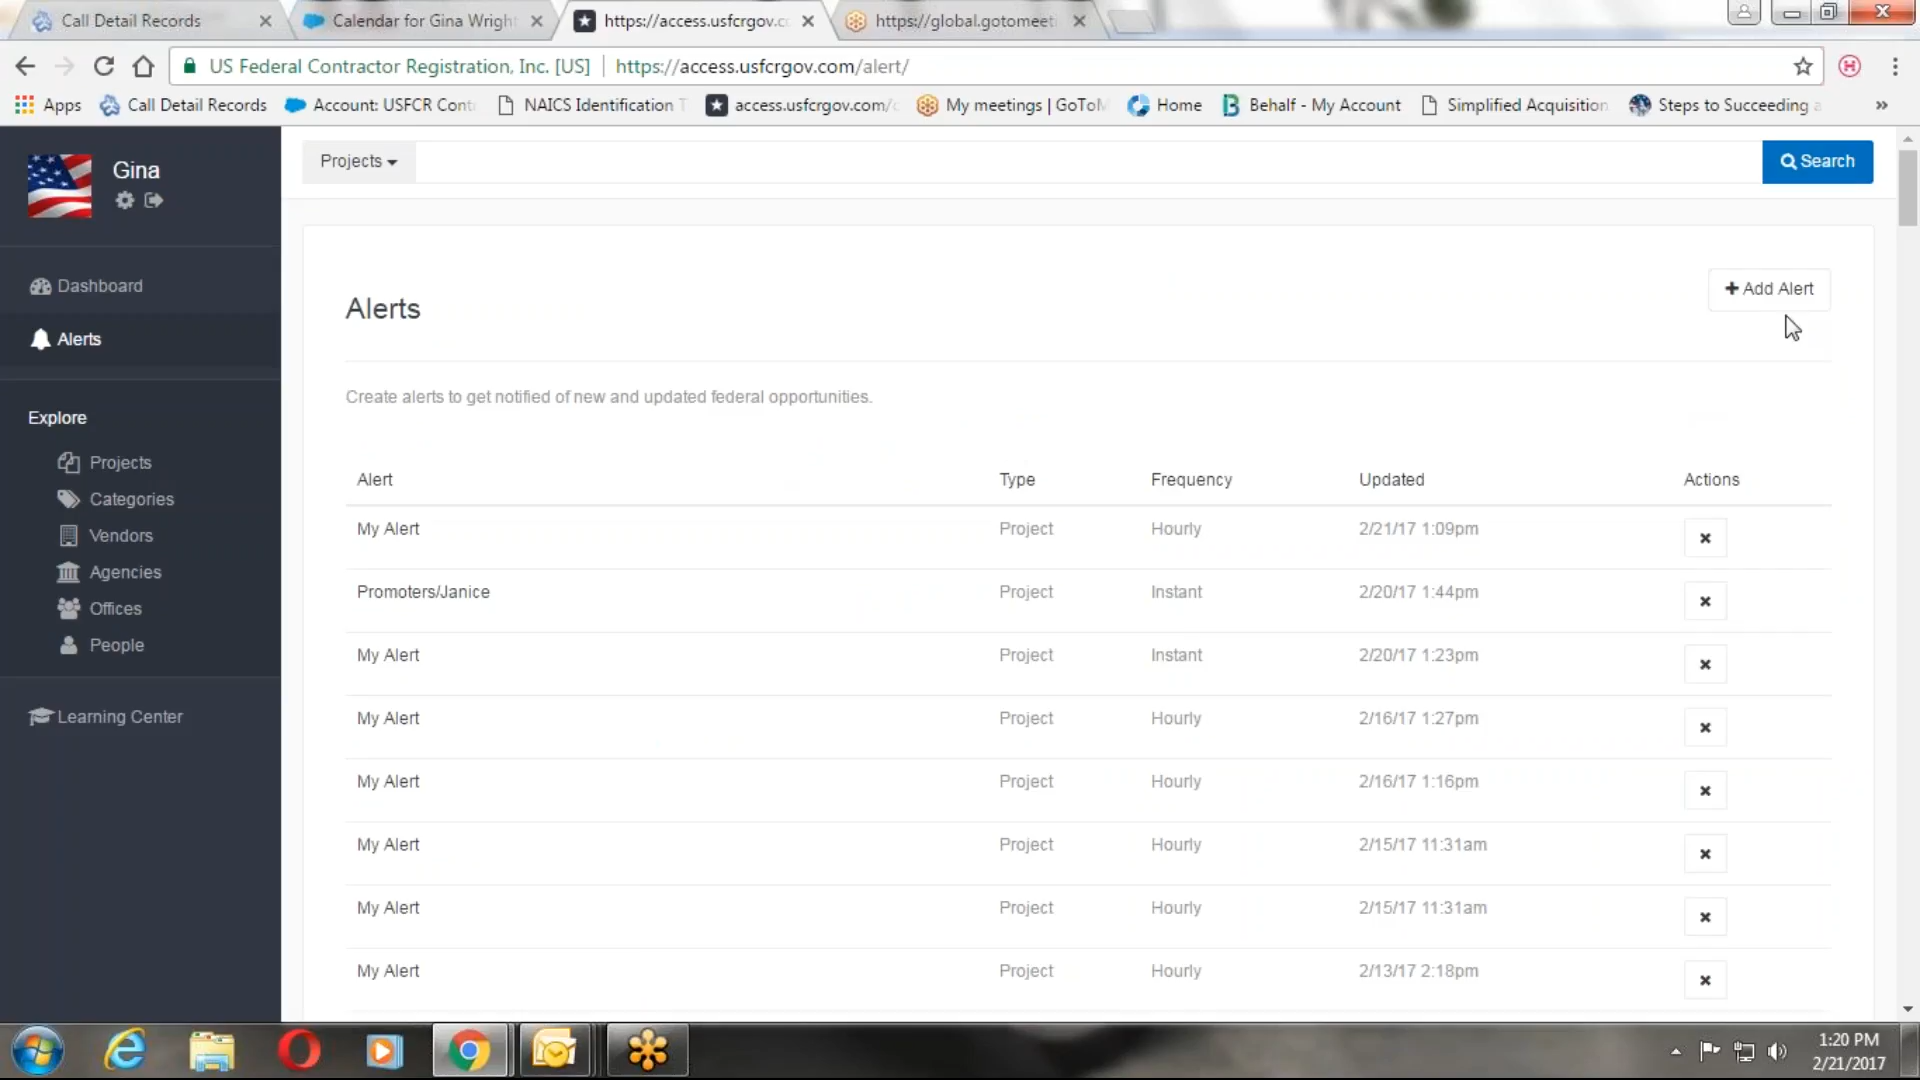 Call Detail Records
Calendar for Gina Wright
https://access.usfcrgov.c
https://global.gotomeeti
US Federal Contractor Registration, Inc. [US]
https://access.usfcrgov.com/alert/
Apps
Call Detail Records
Account: USFCR Cont
NAICS Identification T
access.usfcrgov.com/
My meetings | GoToM
Home
Behalf - My Account
Simplified Acquisition
Steps to Succeeding a
»
Gina
Projects
Search
Dashboard
Alerts
Explore
Projects
Categories
Vendors
Agencies
Offices
People
Learning Center
Alerts
+ Add Alert
Create alerts to get notified of new and updated federal opportunities.
Alert Type Frequency Updated Actions
My Alert Project Hourly 2/21/17 1:09pm
Promoters/Janice Project Instant 2/20/17 1:44pm
My Alert Project Instant 2/20/17 1:23pm
My Alert Project Hourly 2/16/17 1:27pm
My Alert Project Hourly 2/16/17 1:16pm
My Alert Project Hourly 2/15/17 11:31am
My Alert Project Hourly 2/15/17 11:31am
My Alert Project Hourly 2/13/17 2:18pm
1:20 PM
2/21/2017